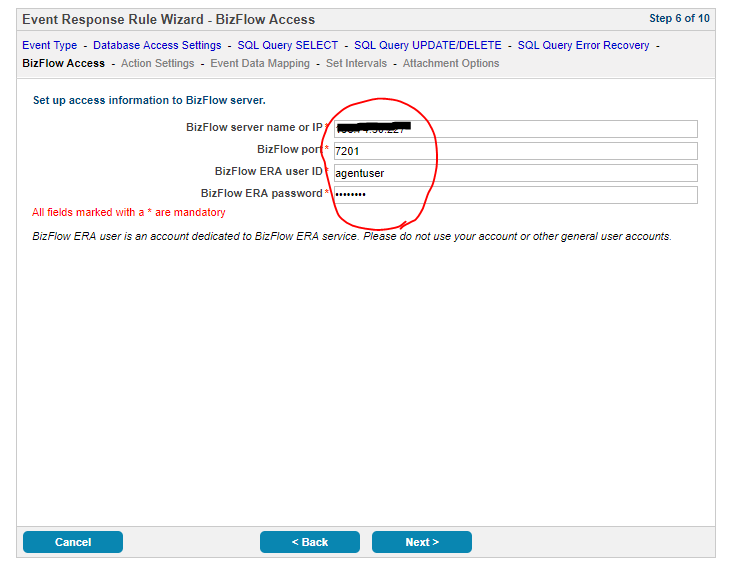 Event Response Rule Wizard - BizFlow Access Step 6 of 10
Event Type - Database Access Settings - SQL Query SELECT - SQL Query UPDATE/DELETE - SQL Query Error Recovery -
BizFlow Access - Action Settings - Event Data Mapping - Set Intervals - Attachment Options
Set up access information to BizFlow server.
BizFlow server name or IP*
BizFlow port* 7201
BizFlow ERA user ID* agentuser
BizFlow ERA password* ••••••••
All fields marked with a * are mandatory
BizFlow ERA user is an account dedicated to BizFlow ERA service. Please do not use your account or other general user accounts.
Cancel < Back Next >